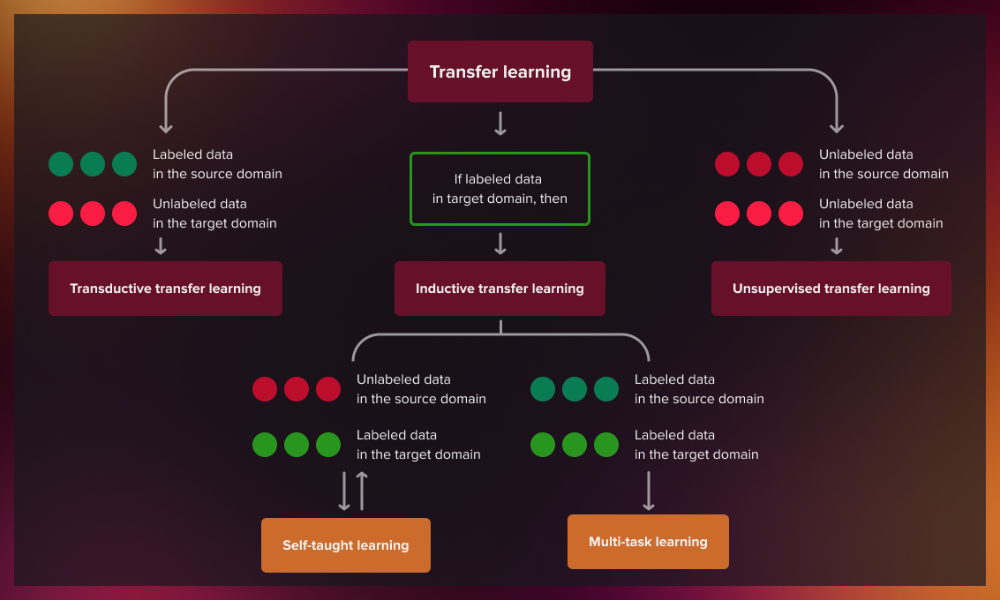 Transfer learning
Labeled data
in the source domain
Unlabeled data
in the target domain
Transductive transfer learning
If labeled data
in target domain, then
Inductive transfer learning
Unlabeled data
in the source domain
Unlabeled data
in the target domain
Unsupervised transfer learning
Unlabeled data
in the source domain
Labeled data
in the target domain
Self-taught learning
Labeled data
in the source domain
Labeled data
in the target domain
Multi-task learning